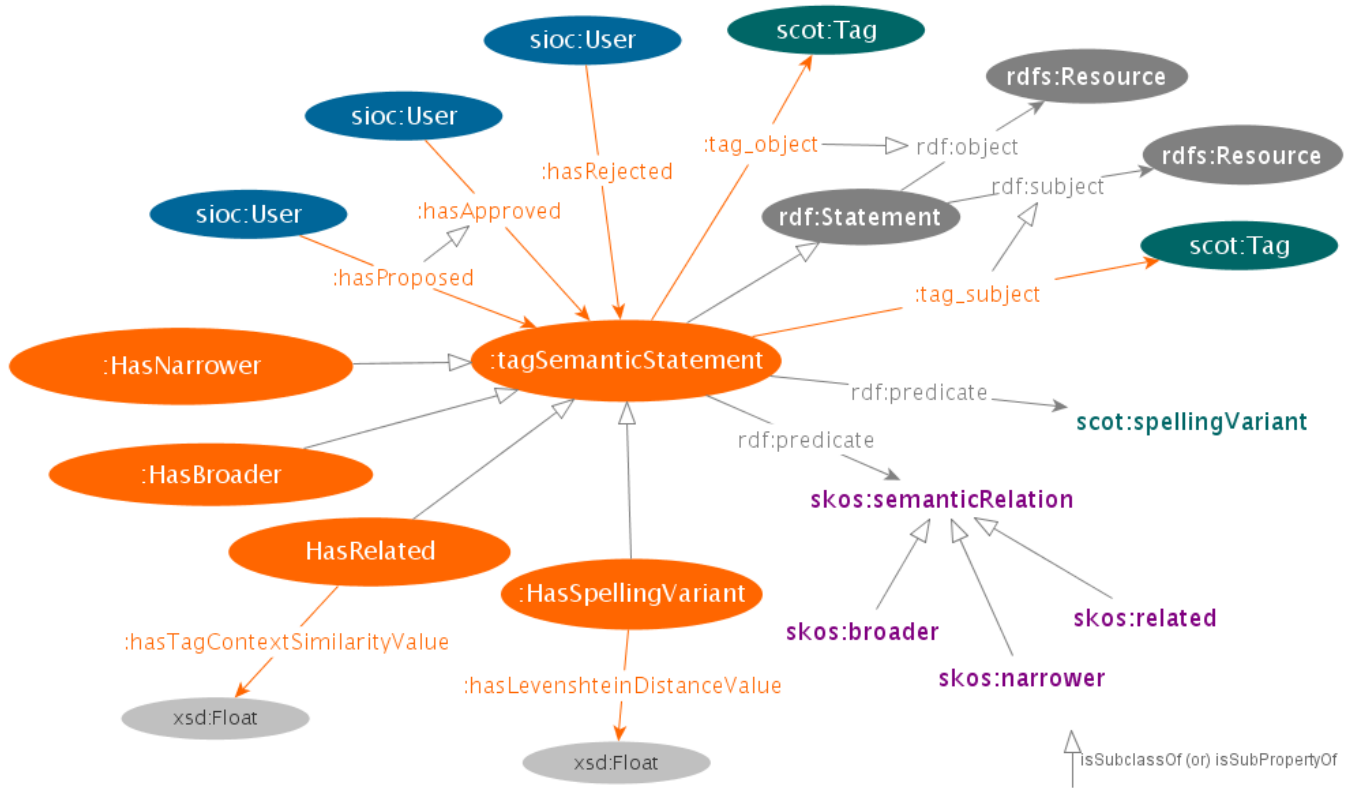 scot:Tag
sioc:User
rdfs:Resource
sioc:User
:tag_object
rdf:object
rdfs:Resource
:hasRejected
rdf:subject
sioc:User
:hasApproved
rdf:Statement
scot:Tag
:hasProposed
:tag_subject
:HasNarrower
:tagSemanticStatement
rdf:predicate
scot:spellingVariant
rdf:predicate
:HasBroader
skos:semanticRelation
HasRelated
:HasSpellingVariant
skos:related
skos:broader
:hasTagContextSimilarityValue
skos:narrower
:hasLevenshteinDistanceValue
xsd:Float
xsd:Float
isSubclassOf (or) isSubPropertyOf